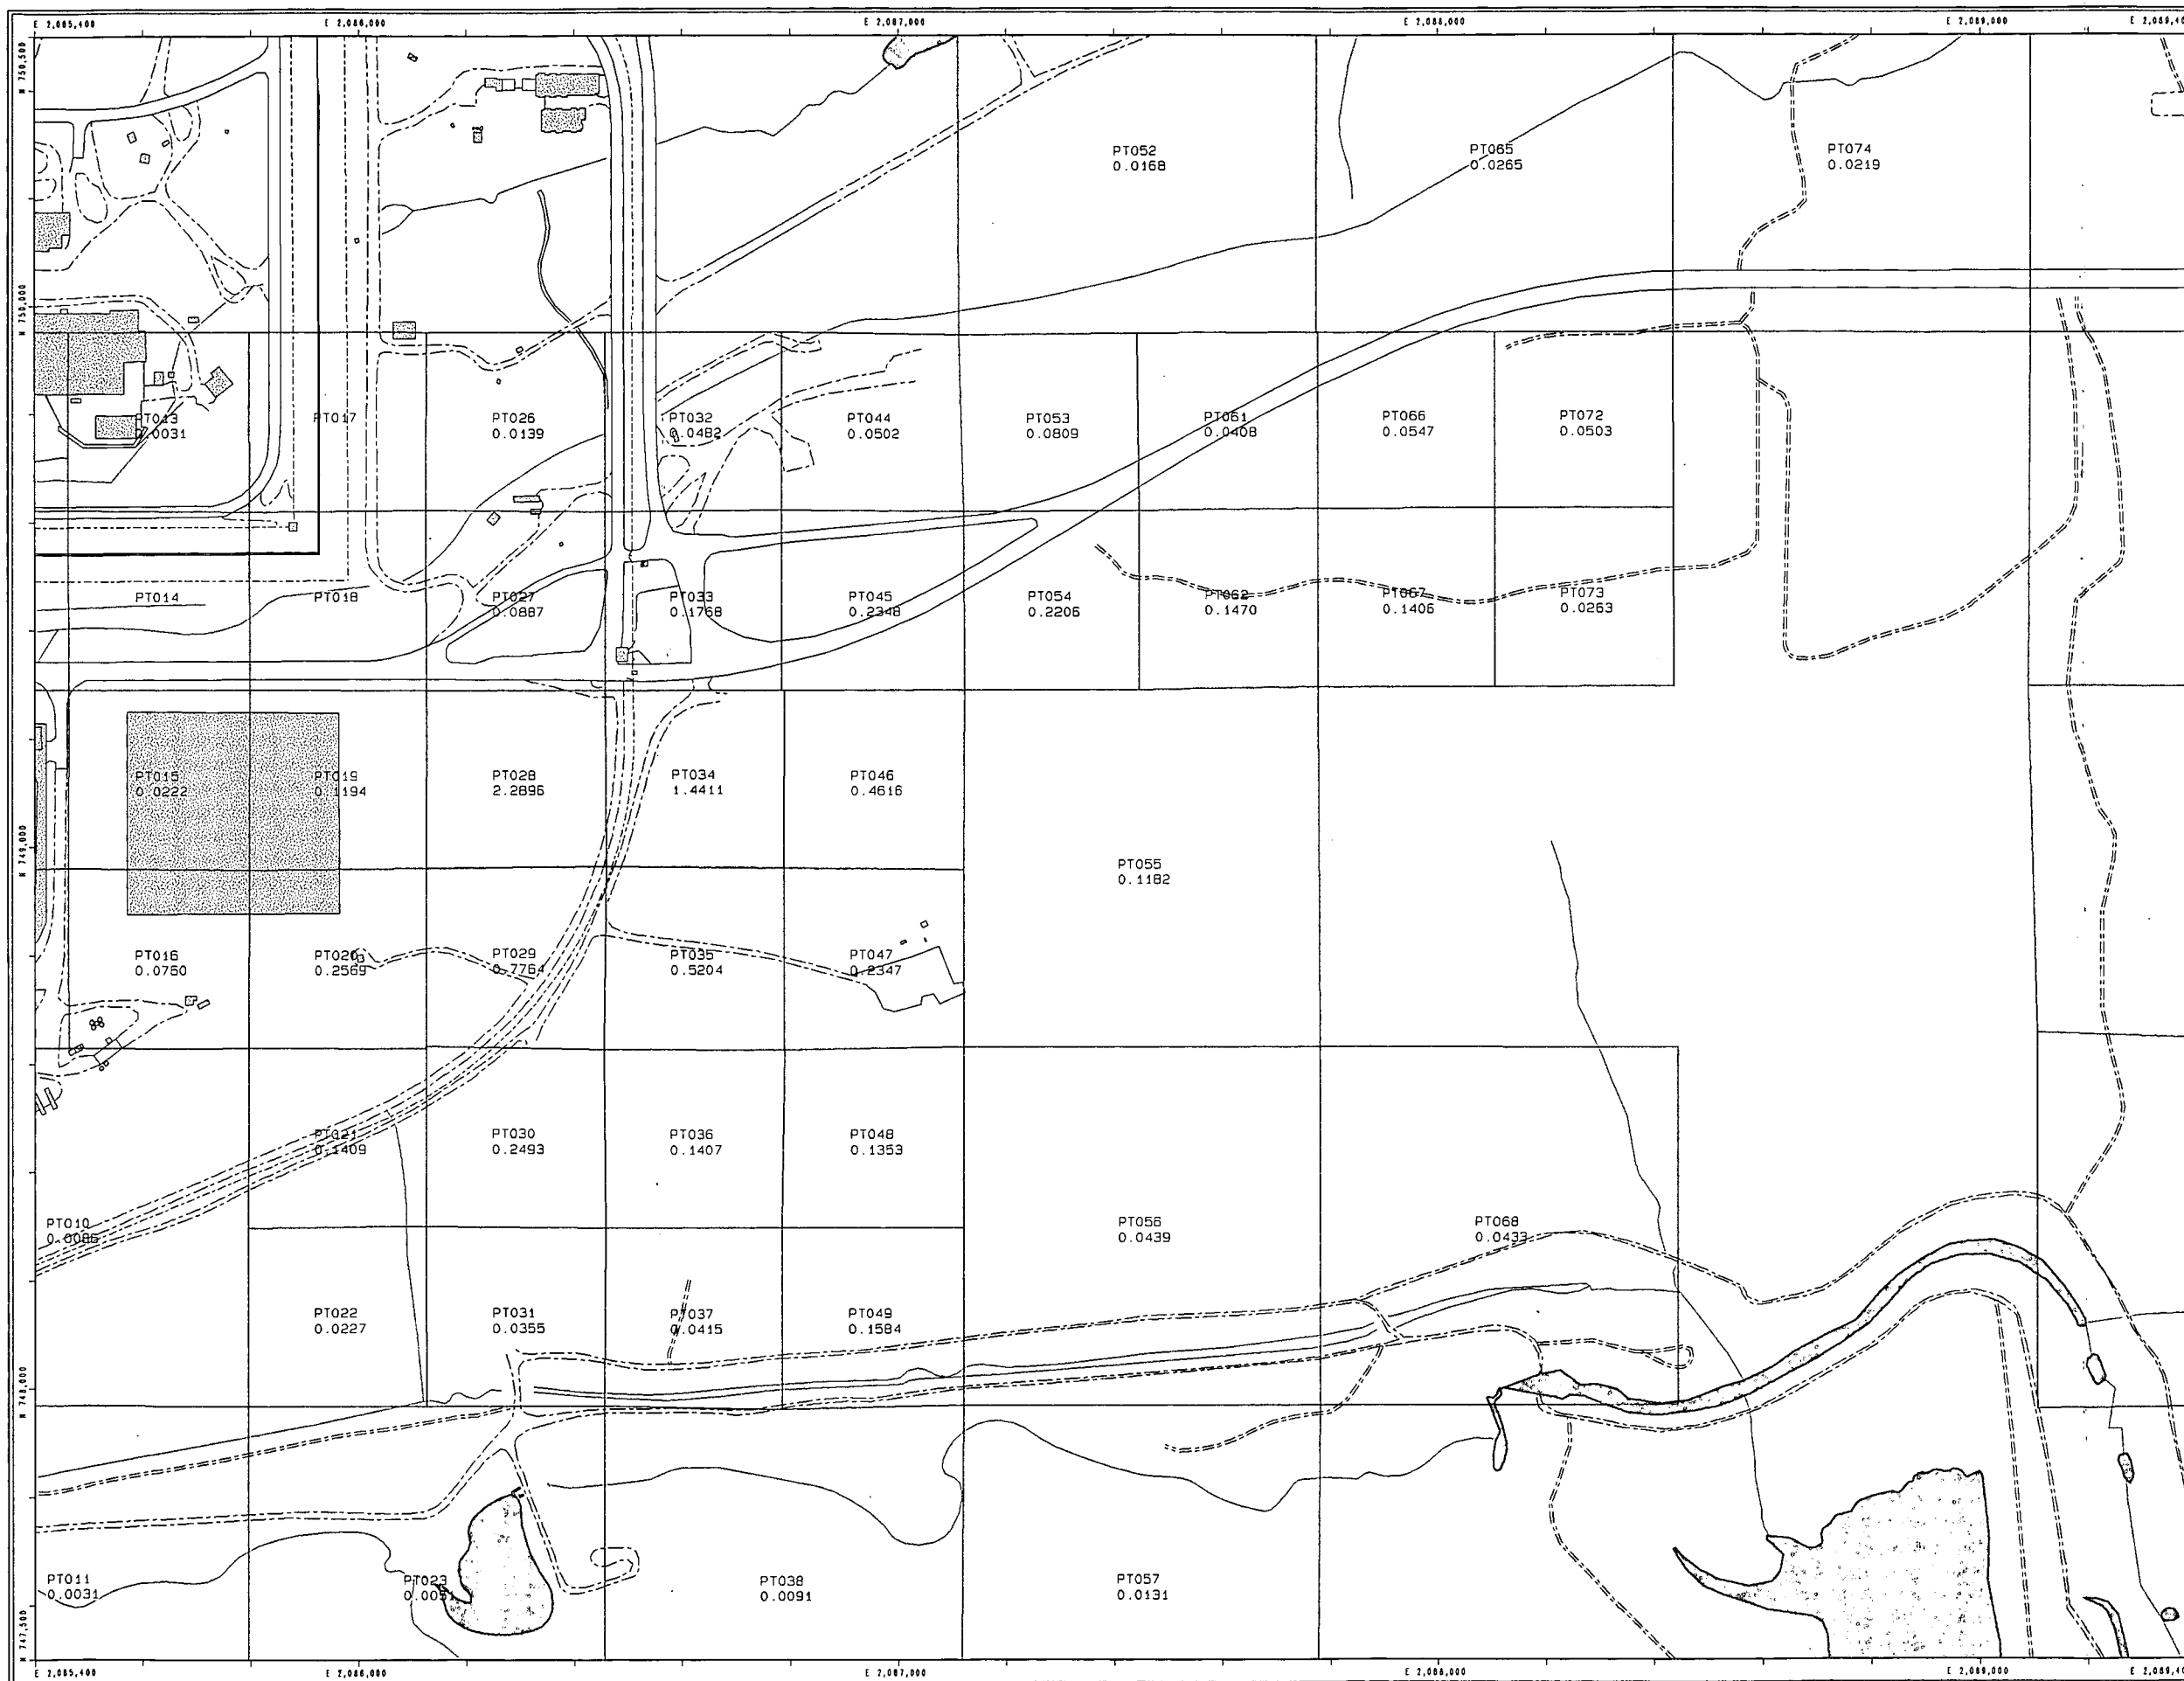 E 2,085,400 E 2,086,000 E 2,087,000 E 2,088,000 E 2,089,000
N 750,500
PT052 PT065 PT074
0.0168 0.0265 0.0219
N 750,000
PT013 PT017 PT026 PT032 PT044 PT053 PT061 PT066 PT072
0.0031 0.0139 0.0482 0.0502 0.0809 0.0408 0.0547 0.0503
PT014 PT018 PT027 PT033 PT045 PT054 PT062 PT067 PT073
0.0887 0.1768 0.2348 0.2206 0.1470 0.1406 0.0263
PT015 PT019 PT028 PT034 PT046
0.0222 0.1194 2.2896 1.4411 0.4616
N 749,000
PT055
0.1182
PT016 PT020 PT029 PT035 PT047
0.0760 0.2569 0.7764 0.5204 0.2347
PT021 PT030 PT036 PT048
0.1409 0.2493 0.1407 0.1353
PT010 PT056 PT068
0.0086 0.0439 0.0433
PT022 PT031 PT037 PT049
0.0227 0.0355 0.0415 0.1584
N 748,000
PT011 PT023 PT038 PT057
0.0031 0.0091 0.0131
N 747,500
E 2,085,400 E 2,086,000 E 2,087,000 E 2,088,000 E 2,089,000